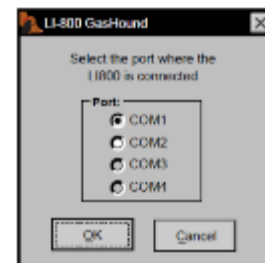 LI-800 GasHound
Select the port where the
LI800 is connected
Port:
COM1
COM2
COM3
COM4
OK
Cancel